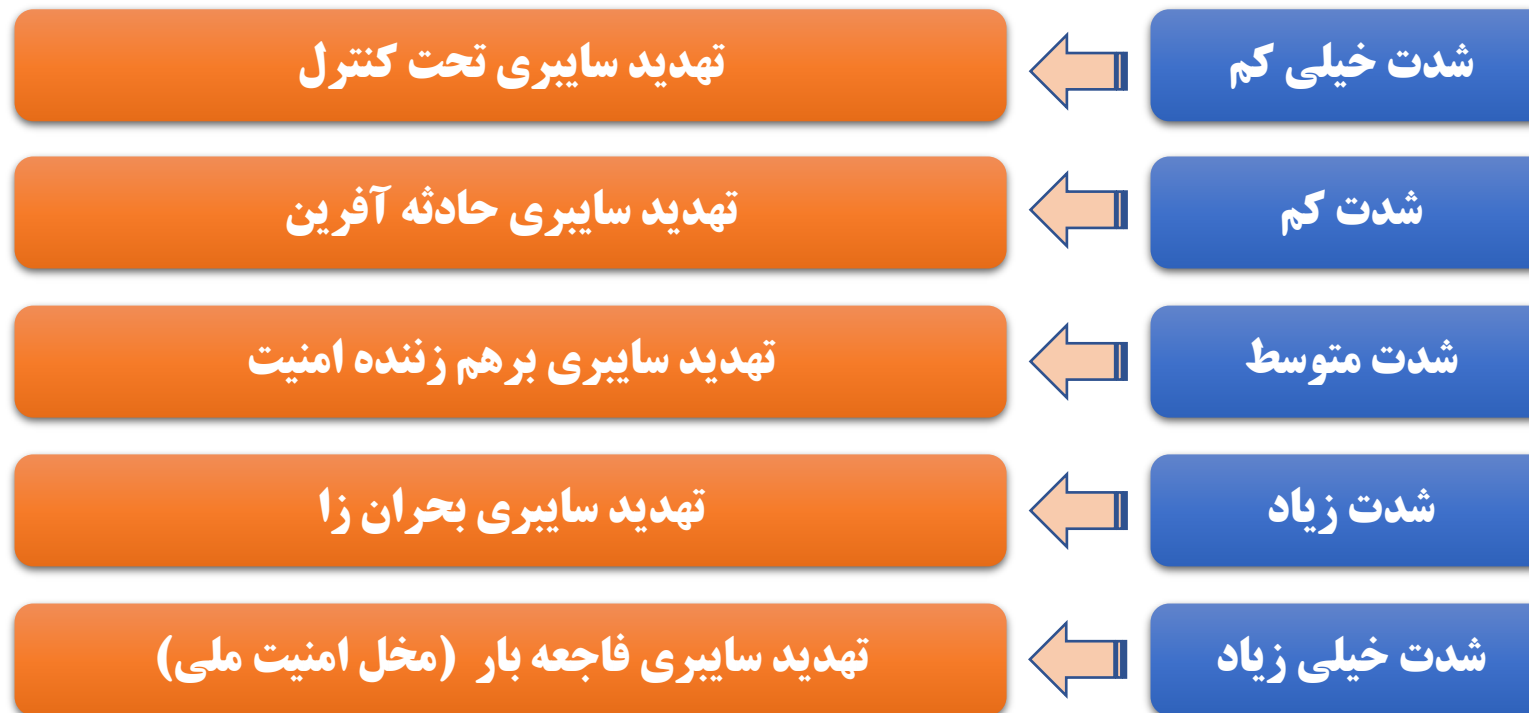 شدت خیلی کم
تهدید سایبری تحت کنترل
شدت کم
تهدید سایبری حادثه آفرین
شدت متوسط
تهدید سایبری برهم زننده امنیت
شدت زیاد
تهدید سایبری بحران زا
شدت خیلی زیاد
تهدید سایبری فاجعه بار (مخل امنیت ملی)